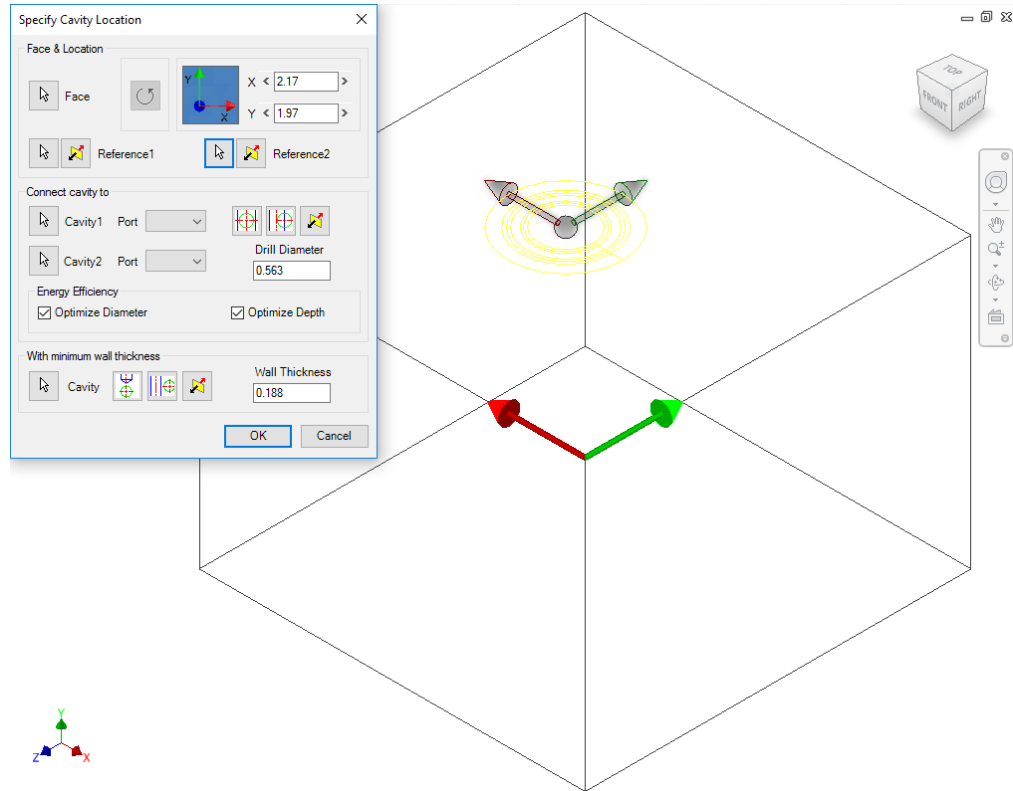 Specify Cavity Location
Face & Location
Face
Y
X
X < 2.17 >
Y < 1.97 >
Reference1
Reference2
Connect cavity to
Cavity1 Port
Cavity2 Port
Drill Diameter
0.563
Energy Efficiency
Optimize Diameter
Optimize Depth
With minimum wall thickness
Cavity
Wall Thickness
0.188
OK
Cancel
TOP
FRONT
RIGHT
Y
Z
X